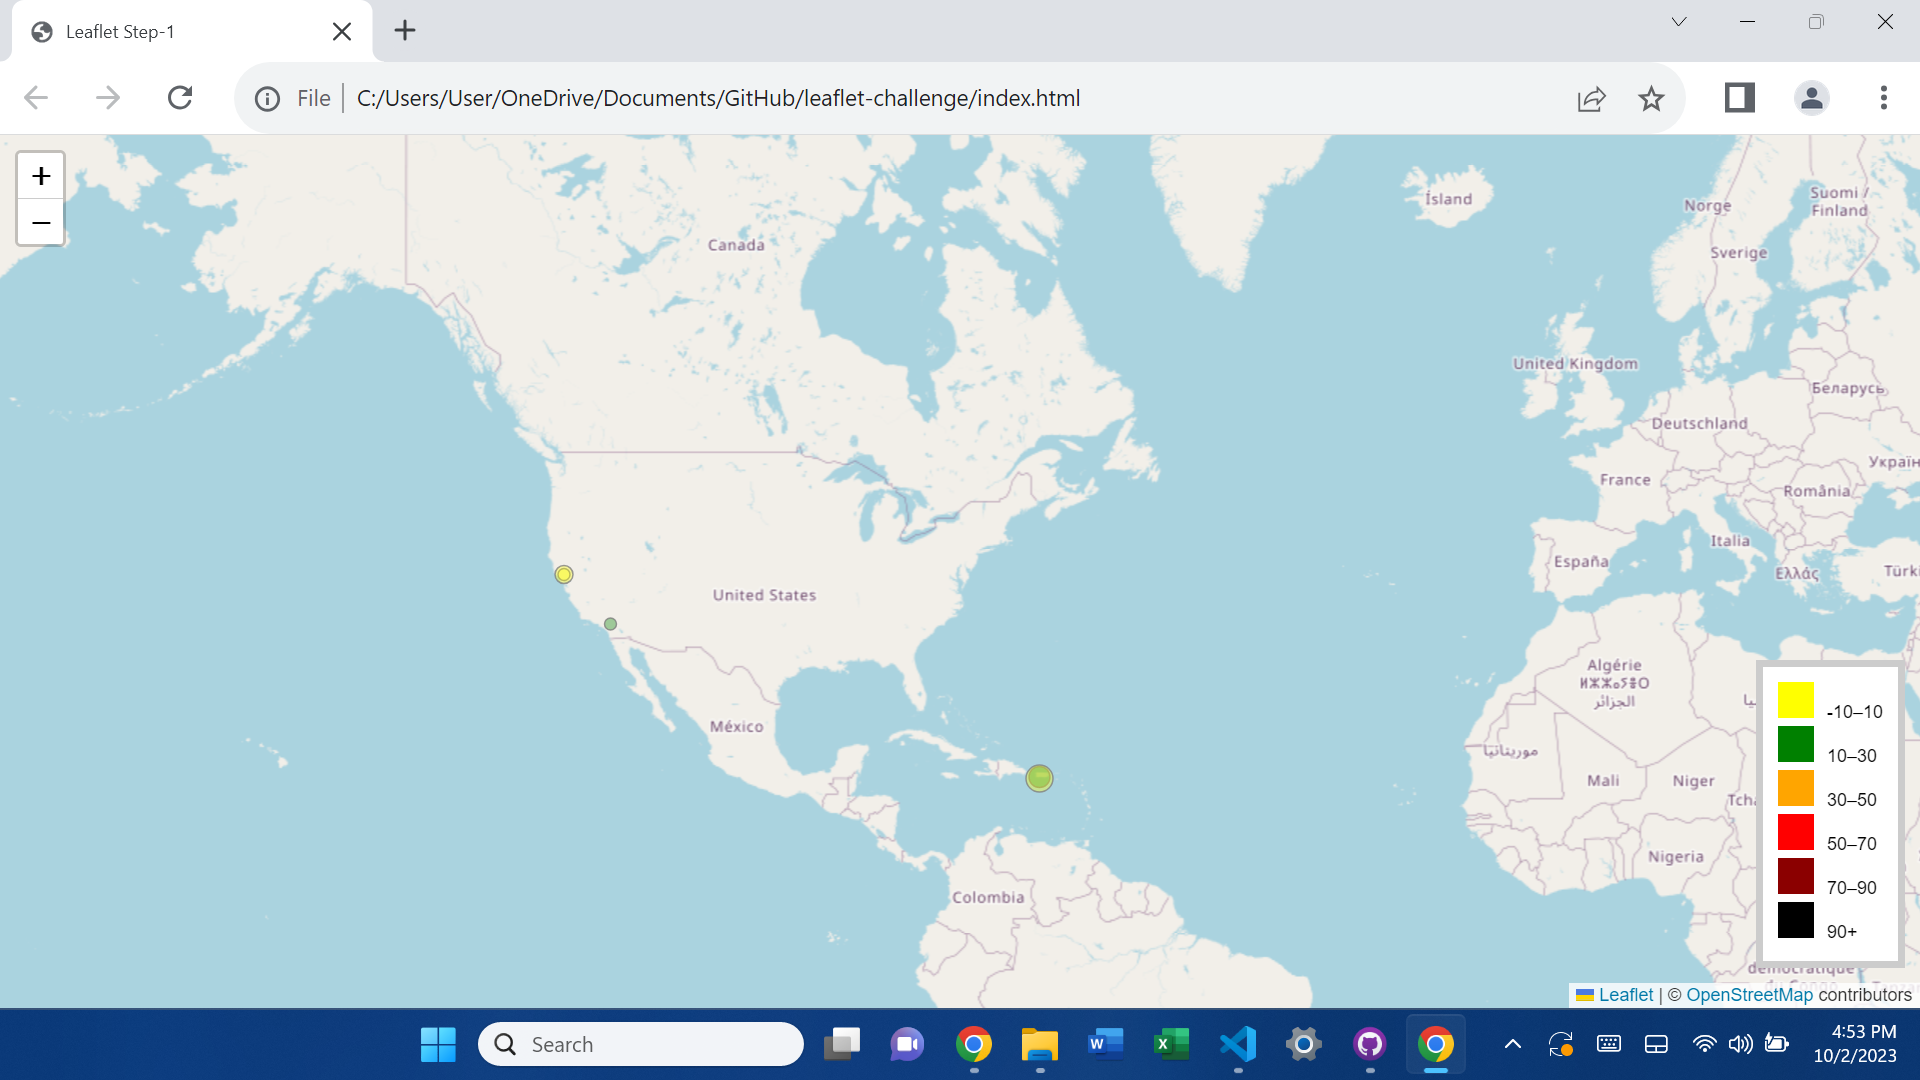 Leaflet Step-1
File
C:/Users/User/OneDrive/Documents/GitHub/leaflet-challenge/index.html
+
−
Ísland
Norge
Suomi /
Finland
Canada
Sverige
United Kingdom
Беларусь
Deutschland
Україн
France
România
Italia
España
Ελλάς
Türki
United States
Algérie
ⵍⵣⵣⴰⵢⴻⵔ
الجزائر
México
موريتانيا
Mali
Niger
Tcha
Nigeria
Colombia
-10–10
10–30
30–50
50–70
70–90
90+
démocratique
Leaflet | © OpenStreetMap contributors
Search
4:53 PM
10/2/2023